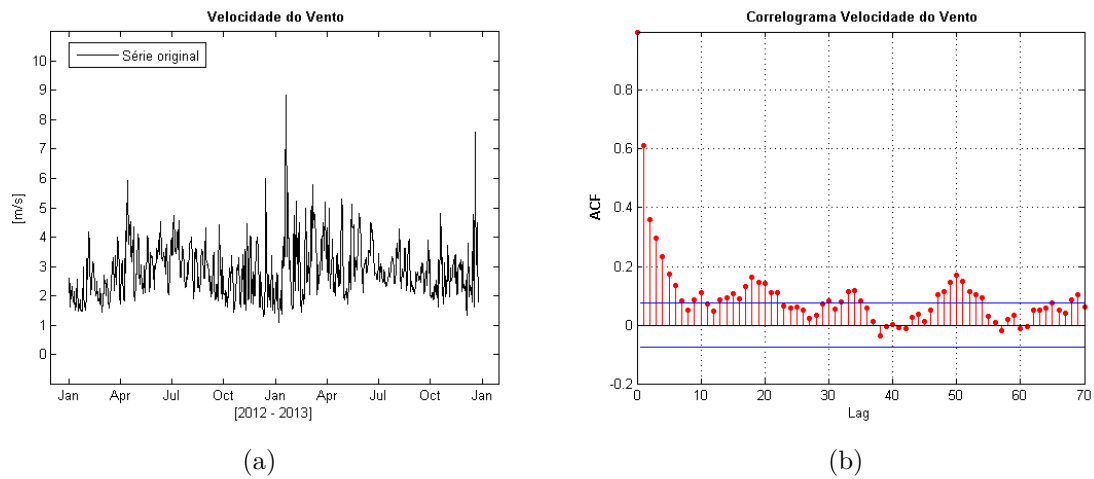 Velocidade do Vento
Série original
[m/s]
10
9
8
7
6
5
4
3
2
1
0
Jan Apr Jul Oct Jan Apr Jul Oct Jan
[2012 - 2013]
(a)
Correlograma Velocidade do Vento
ACF
0.8
0.6
0.4
0.2
0
-0.2
0 10 20 30 40 50 60 70
Lag
(b)